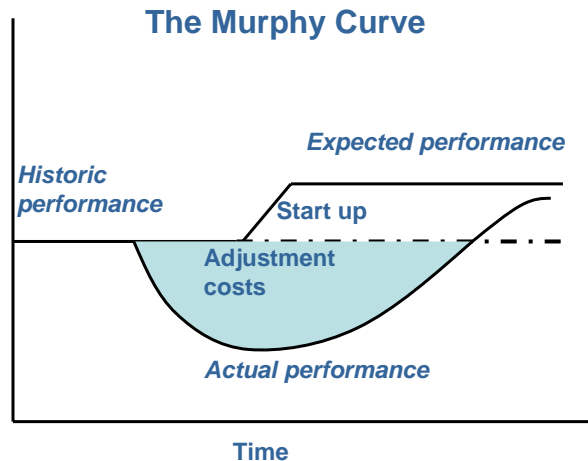 The Murphy Curve
Expected performance
Historic
performance
Start up
Adjustment
costs
Actual performance
Time